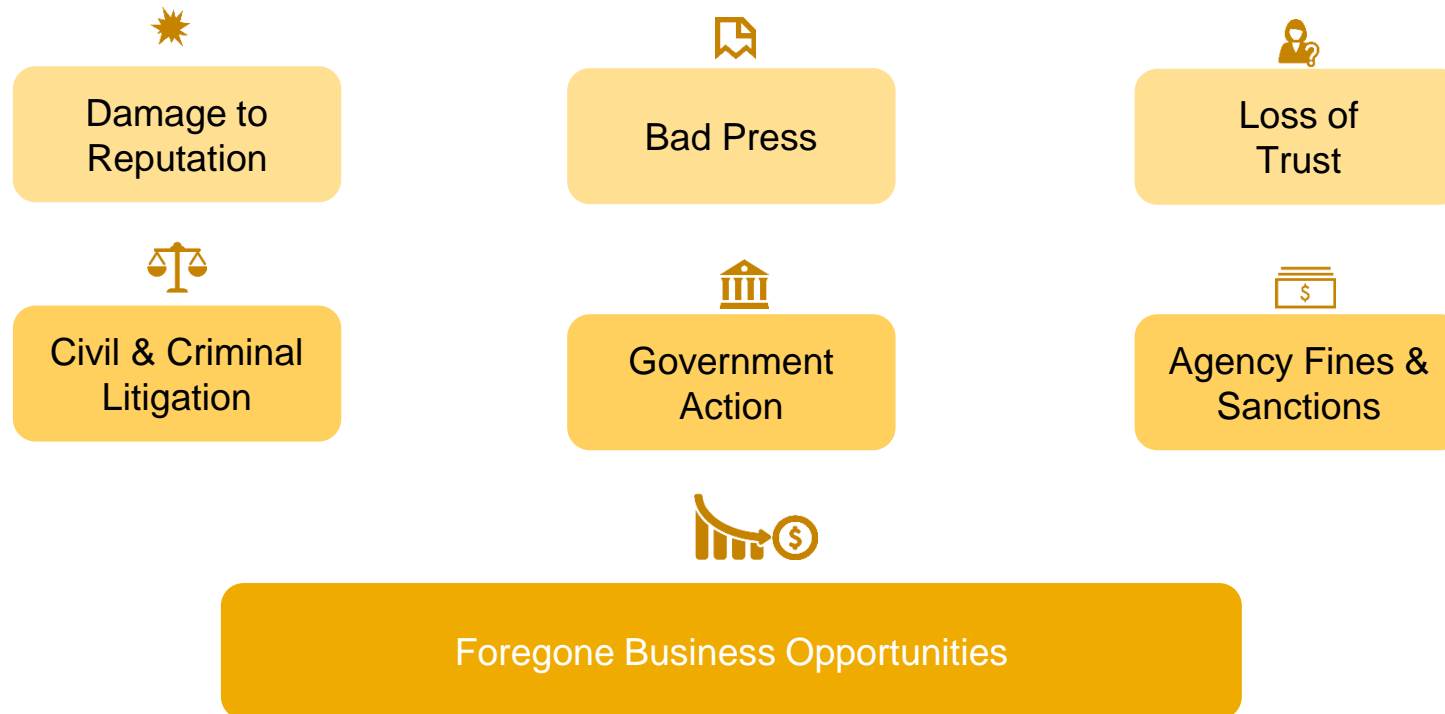 Damage to
Reputation
Bad Press
Loss of
Trust
Civil & Criminal
Litigation
Government
Action
$
Agency Fines &
Sanctions
$
Foregone Business Opportunities